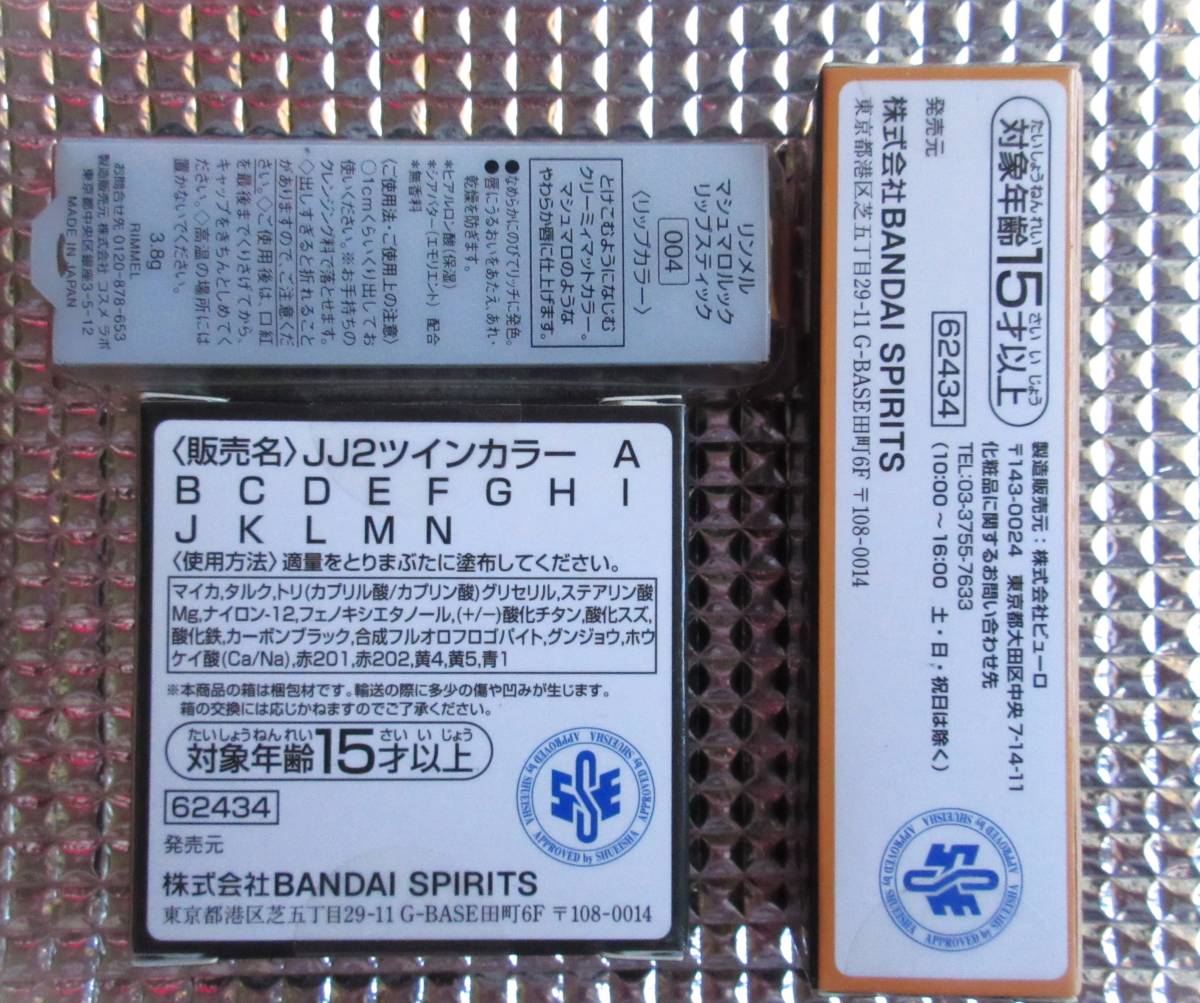 リンメル
マシュマロルック
リップスティック
004
〈リップカラー〉
とけこむようになじむ
クリーミィマットカラー。
マシュマロのような
やわらか唇に仕上げます。
●なめらかにのびてリッチに発色。
●唇にうるおいをあたえ、あれ・
乾燥を防ぎます。
*ヒアルロン酸(保湿)
*シアバター(エモリエント) 配合
*無香料
〈ご使用法・ご使用上の注意〉
○1cmくらいくり出してお
使いください。※お手持ちの
クレンジング料で落とせます。
◇出しすぎると折れること
がありますので、ご注意くだ
さい。◇ご使用後は、口紅
を最後までくりさげてから、
キャップをきちんとしめてく
ださい。◇高温の場所には
置かないでください。
3.8g
RIMMEL
お問合せ先 0120-878-653
製造販売元 株式会社 コスメ ラボ
東京都中央区銀座3-5-12
MADE IN JAPAN
〈販売名〉JJ2ツインカラー A
B C D E F G H I
J K L M N
〈使用方法〉適量をとりまぶたに塗布してください。
マイカ,タルク,トリ(カプリル酸/カプリン酸)グリセリル,ステアリン酸
Mg,ナイロン-12,フェノキシエタノール,(+/−)酸化チタン,酸化スズ,
酸化鉄,カーボンブラック,合成フルオロフロゴパイト,グンジョウ,ホウ
ケイ酸(Ca/Na),赤201,赤202,黄4,黄5,青1
※本商品の箱は梱包材です。輸送の際に多少の傷や凹みが生じます。
箱の交換には応じかねますのでご了承ください。
たいしょうねんれい さい い じょう
対象年齢15才以上
62434
発売元
株式会社BANDAI SPIRITS
東京都港区芝五丁目29-11 G-BASE田町6F 〒108-0014
APPROVED by SHUEISHA APPROVED by SHUEISHA APPROVED by SHUEISHA
たいしょうねんれい さい い じょう
対象年齢15才以上
62434
発売元
株式会社BANDAI SPIRITS
東京都港区芝五丁目29-11 G-BASE田町6F 〒108-0014
製造販売元:株式会社ビューロ
〒143-0024 東京都大田区中央 7-14-11
化粧品に関するお問い合わせ先
TEL:03-3755-7633
(10:00～16:00 土・日・祝日は除く)
APPROVED by SHUEISHA APPROVED by SHUEISHA APPROVED by SHUEISHA